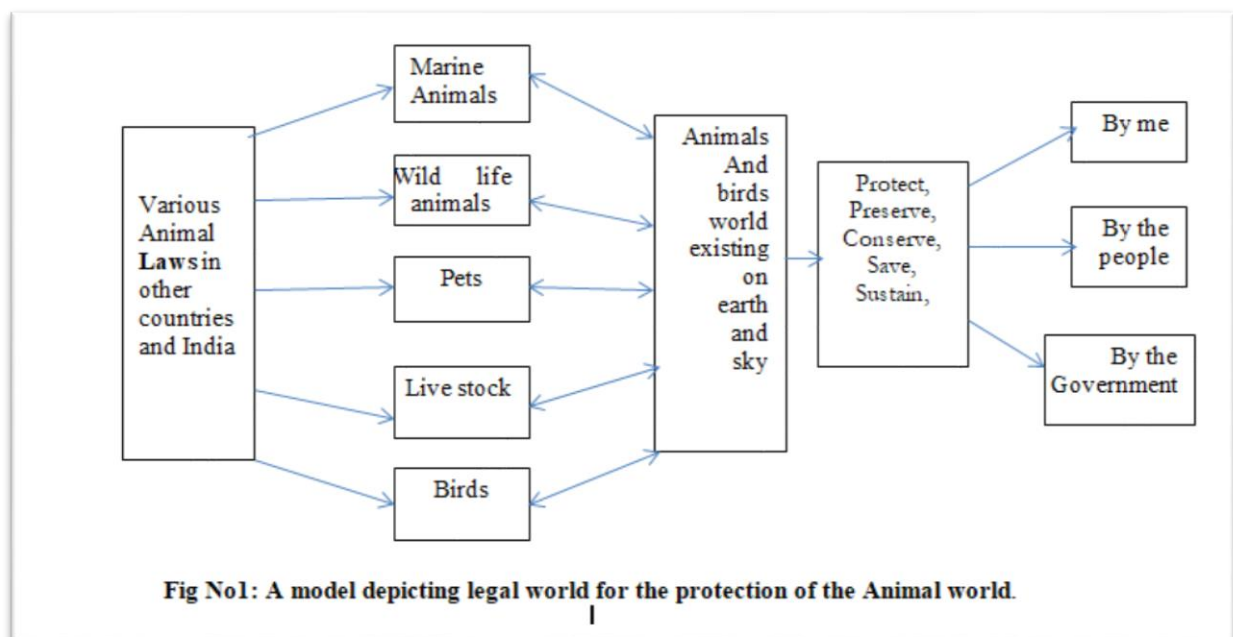 Various
Animal
Laws in
other
countries
and India
Marine
Animals
Wild life
animals
Pets
Live stock
Birds
Animals
And
birds
world
existing
on
earth
and
sky
Protect,
Preserve,
Conserve,
Save,
Sustain,
By me
By the
people
By the
Government
Fig No1: A model depicting legal world for the protection of the Animal world.